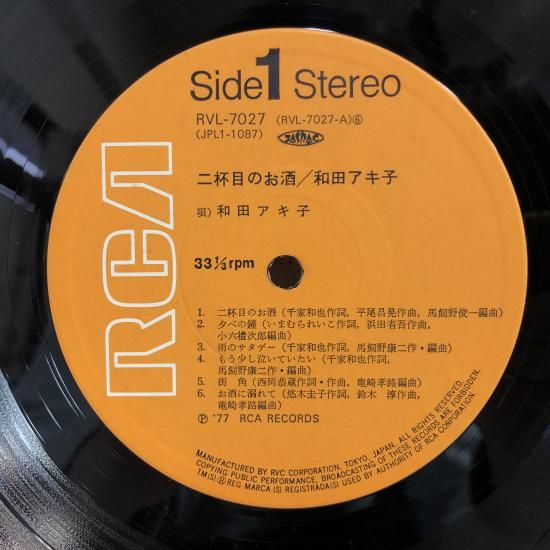 Side 1 Stereo
RVL-7027 (RVL-7027-A)⑥
(JPL1-1087) JASRAC
二杯目のお酒／和田アキ子
唄) 和田アキ子
RCA
33 1/3 rpm
1. 二杯目のお酒 (千家和也作詞, 平尾昌晃作曲, 馬飼野俊一編曲)
2. 夕べの鐘 (いまむられいこ作詞, 浜田省吾作曲,
小六禮次郎編曲)
3. 雨のサタデー (千家和也作詞, 馬飼野康二作・編曲)
4. もう少し泣いていたい (千家和也作詞,
馬飼野康二作・編曲)
5. 街角 (西岡恭蔵作詞・作曲, 竜崎孝路編曲)
6. お酒に溺れて (悠木圭子作詞, 鈴木 淳作曲,
竜崎孝路編曲)
Ⓟ '77 RCA RECORDS
MANUFACTURED BY RVC CORPORATION, TOKYO, JAPAN, ALL RIGHTS RESERVED.
COPYING PUBLIC PERFORMANCE, BROADCASTING OF THESE RECORDS ARE FORBIDDEN.
TM(S)ⓇREG MARCA(S) REGISTRADA(S) USED BY AUTHORITY OF RCA CORPORATION.